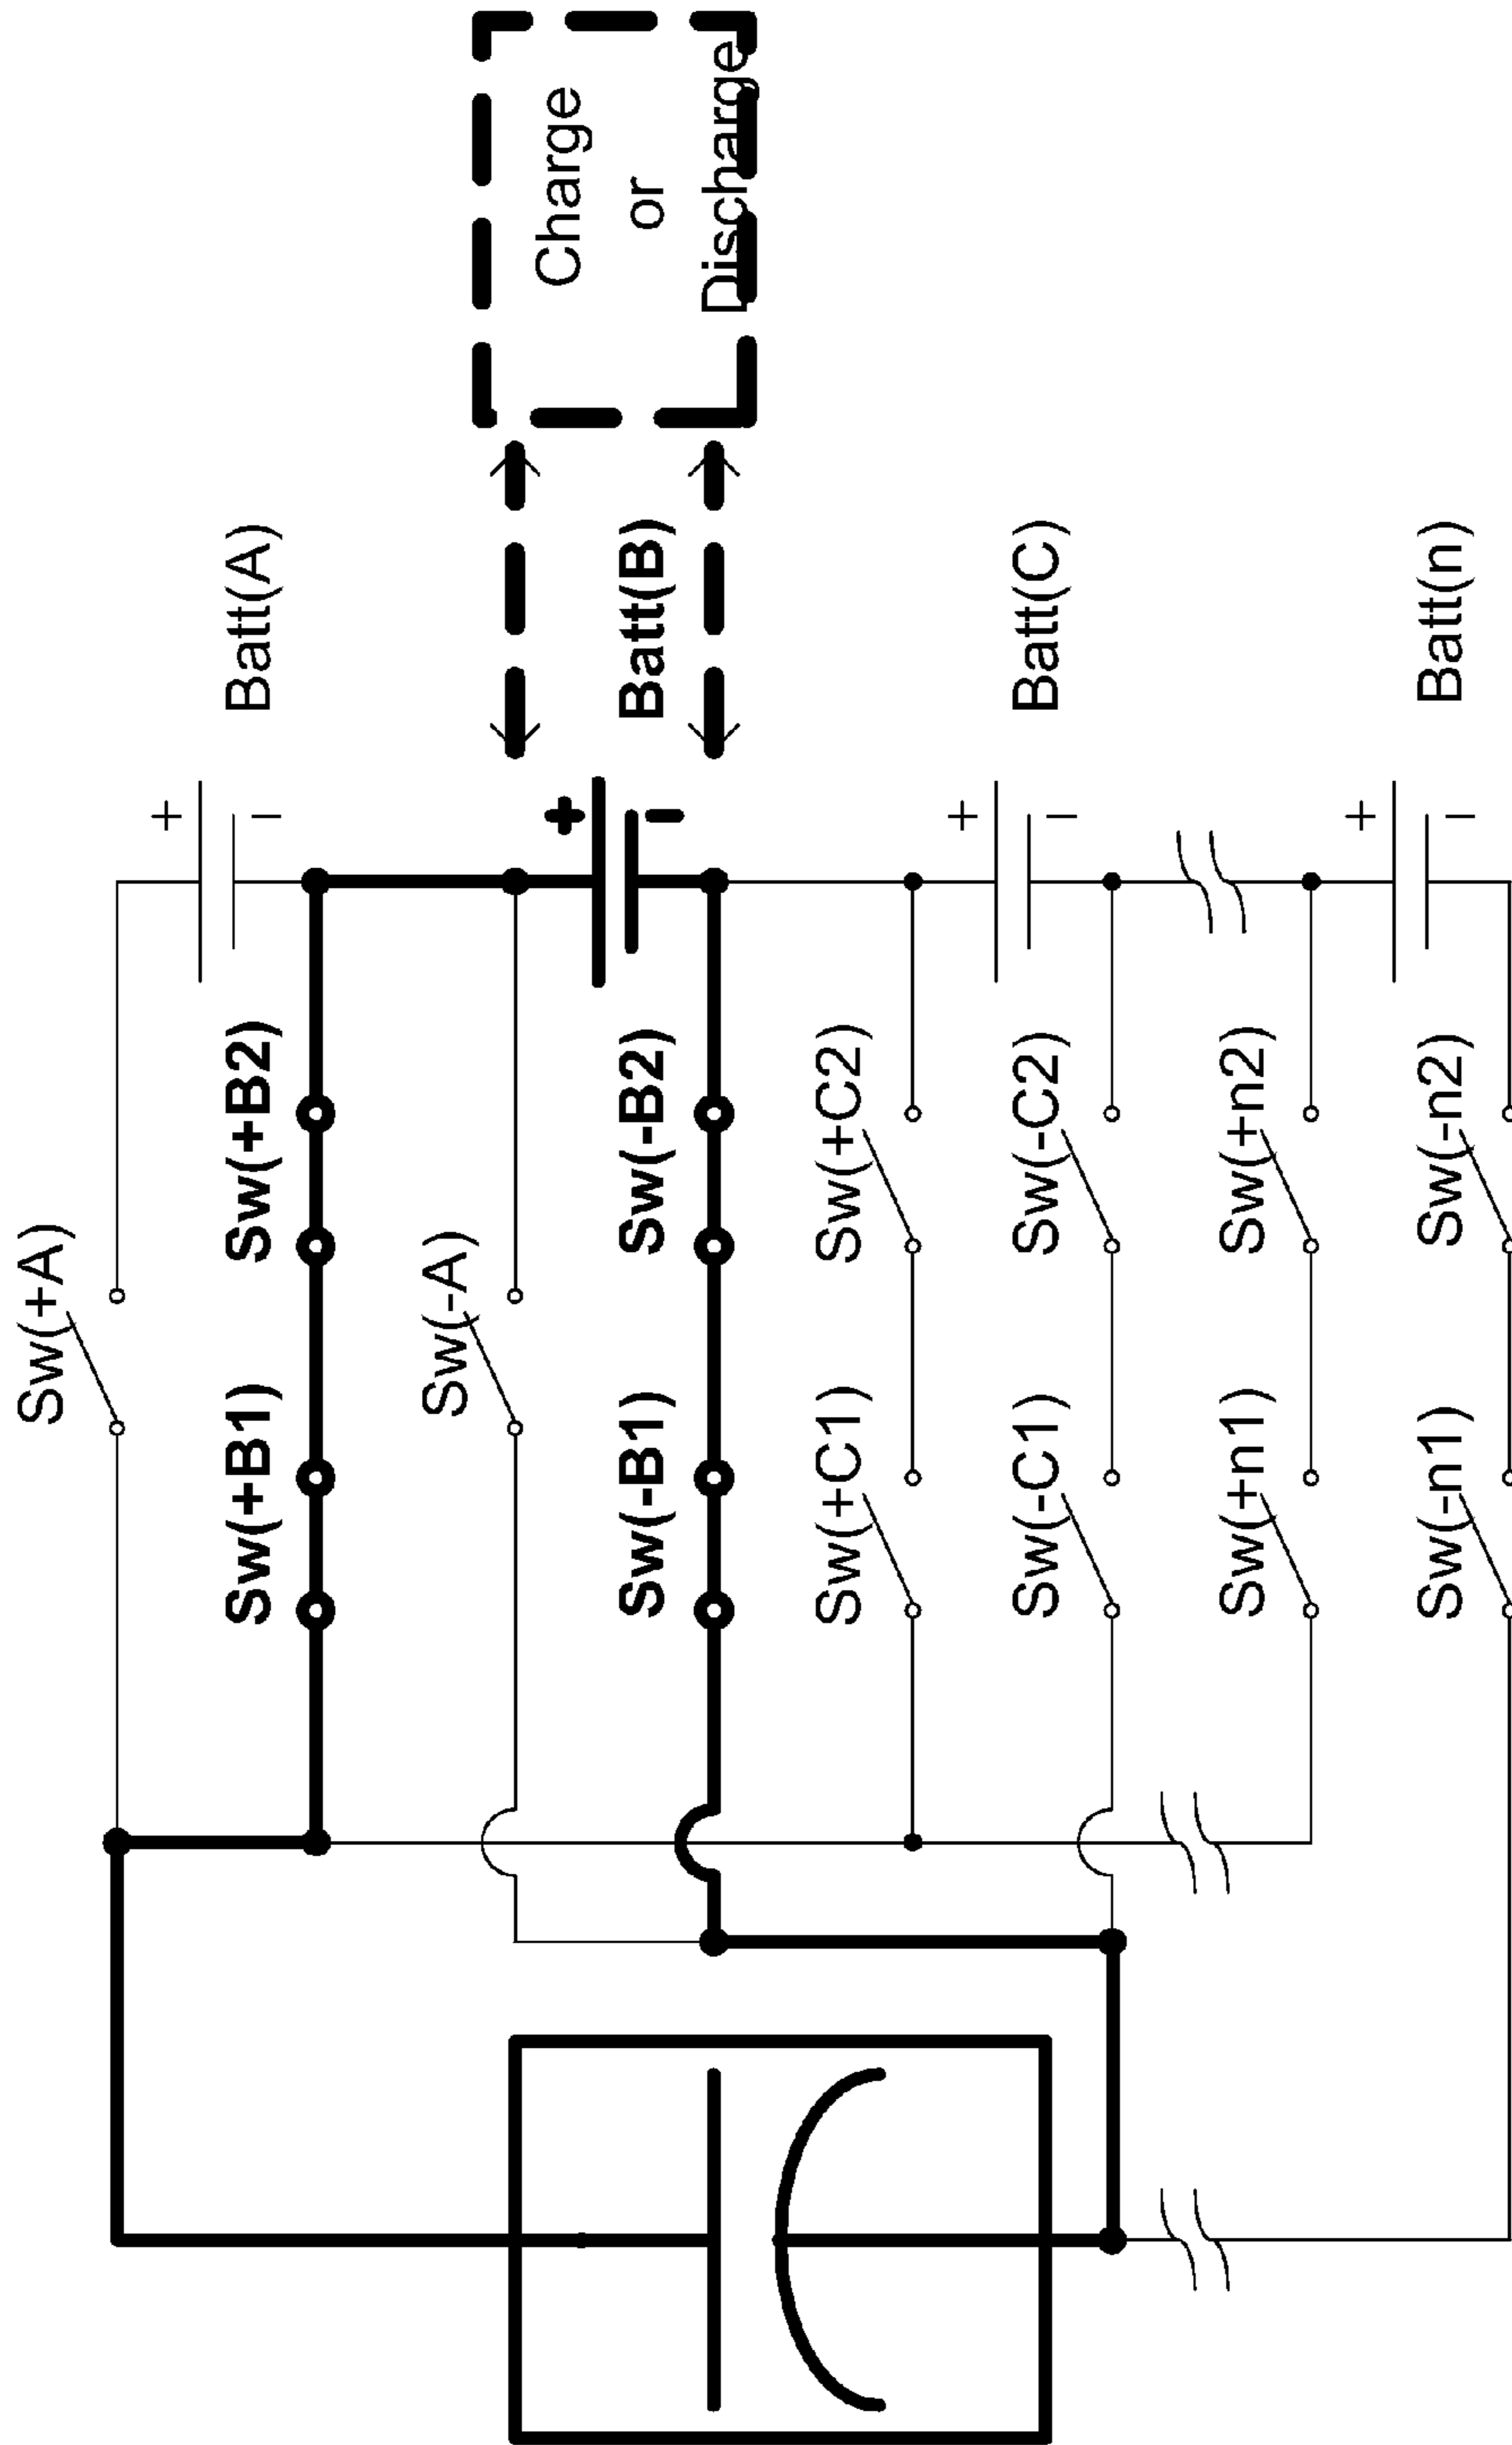 Charge
or
Discharge
Batt(A)
Batt(B)
Batt(C)
Batt(n)
+
−
+
-
+
−
+
−
Sw(+A)
Sw(+B2)
Sw(+B1)
Sw(-A)
Sw(-B2)
Sw(-B1)
Sw(+C2)
Sw(+C1)
Sw(-C2)
Sw(-C1)
Sw(+n2)
Sw(+n1)
Sw(-n2)
Sw(-n1)